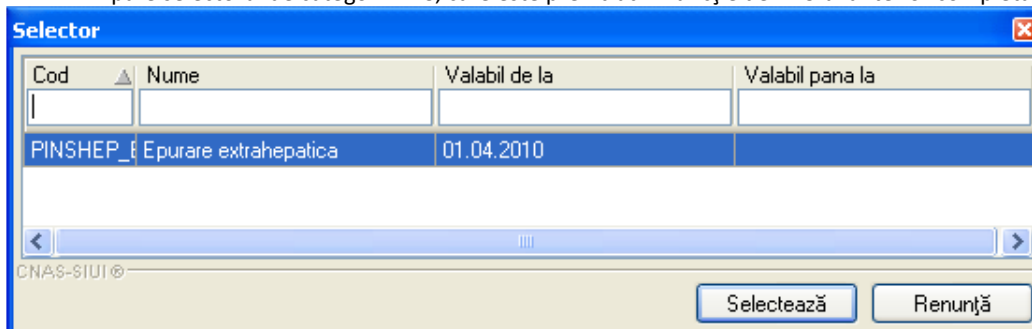 Selector
Cod Nume Valabil de la Valabil pana la
PINSHEP_ Epurare extrahepatica 01.04.2010
CNAS-SIUI®
Selectează Renunţă